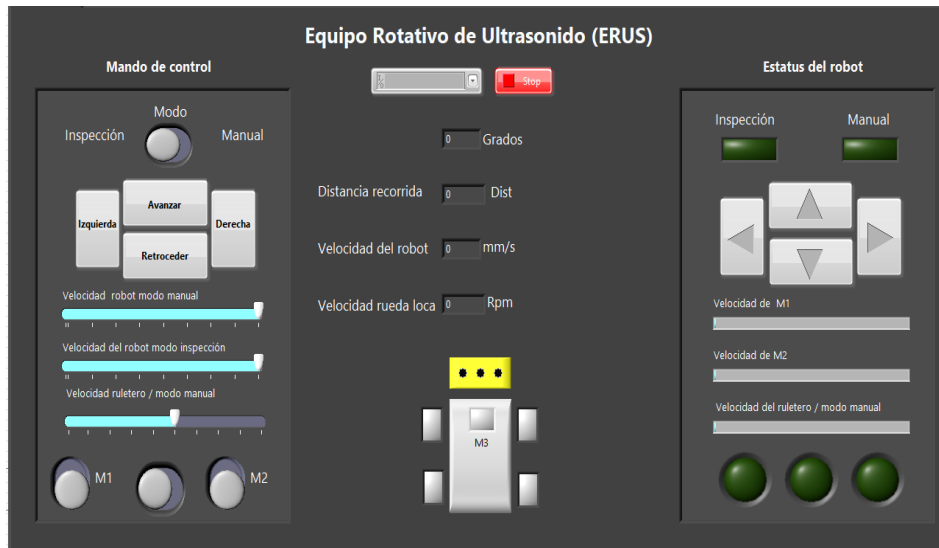 Equipo Rotativo de Ultrasonido (ERUS)
Mando de control
Modo
Inspección
Manual
Avanzar
Izquierda
Derecha
Retroceder
Velocidad robot modo manual
Velocidad del robot modo inspección
Velocidad ruletero / modo manual
M1
M2
Stop
0 Grados
Distancia recorrida 0 Dist
Velocidad del robot 0 mm/s
Velocidad rueda loca 0 Rpm
M3
Estatus del robot
Inspección
Manual
Velocidad de M1
Velocidad de M2
Velocidad del ruletero / modo manual